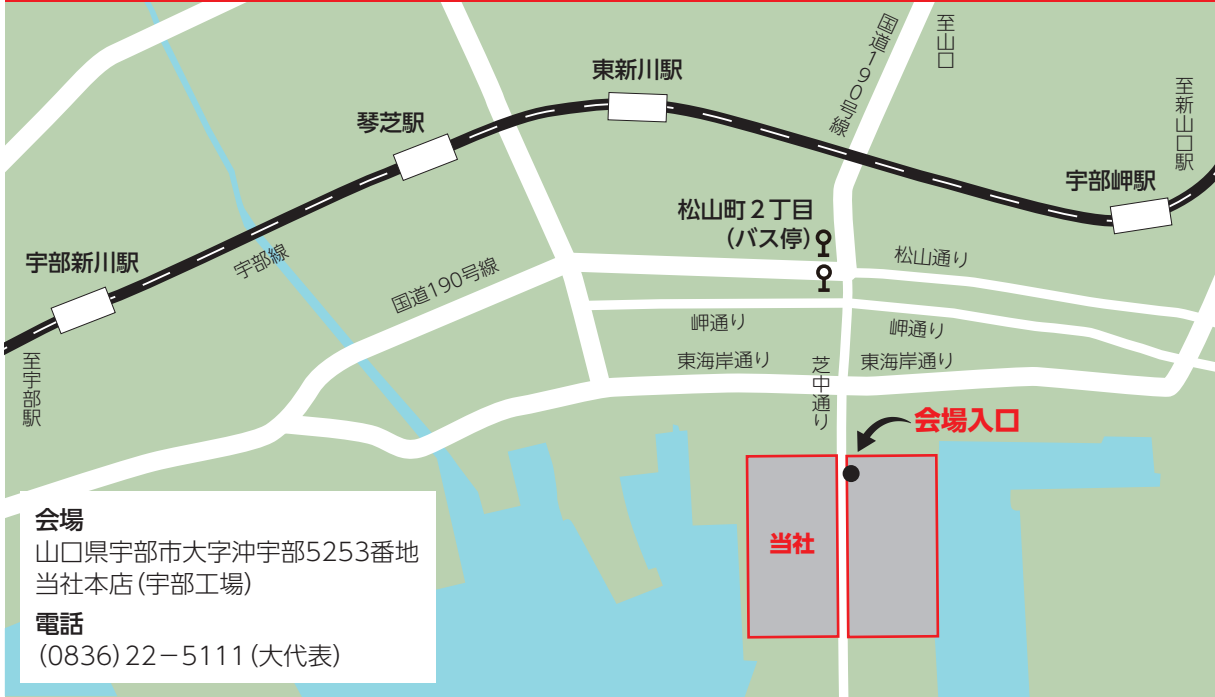 国道190号線
至山口
東新川駅
至新山口駅
琴芝駅
宇部岬駅
松山町2丁目
(バス停)
宇部新川駅
宇部線
松山通り
国道190号線
岬通り
岬通り
東海岸通り
芝中通り
東海岸通り
至宇部駅
会場入口
当社
会場
山口県宇部市大字沖宇部5253番地
当社本店(宇部工場)
電話
(0836)22-5111(大代表)